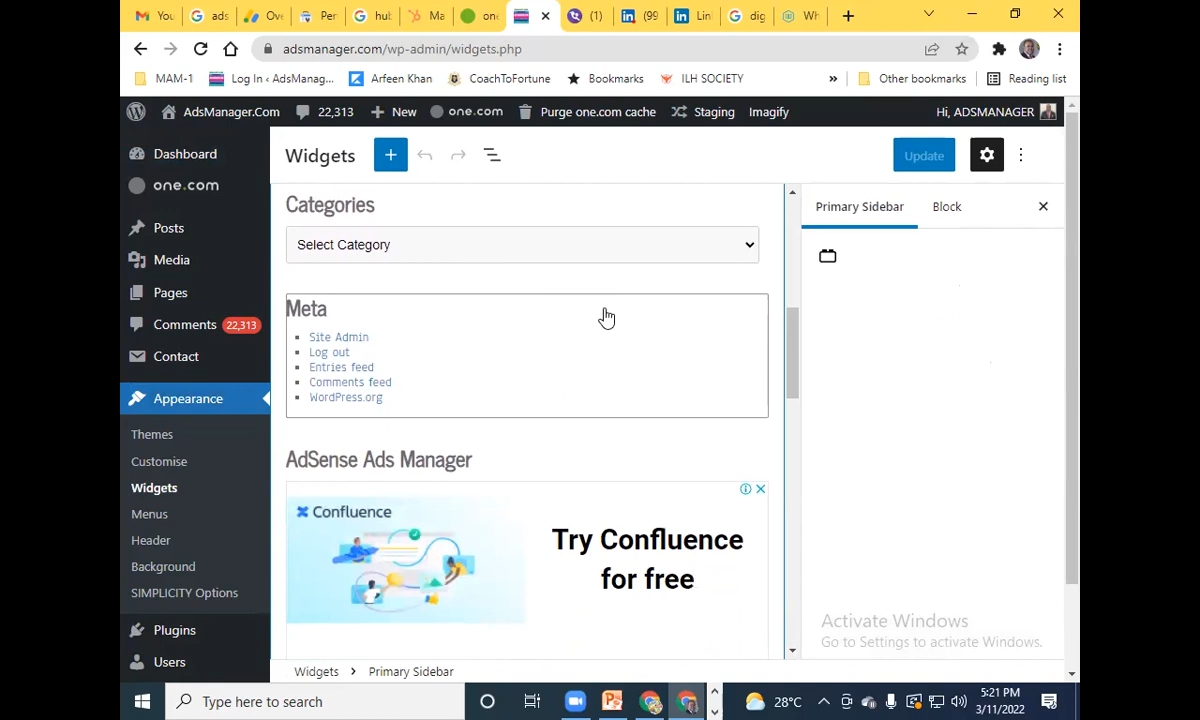 You
ads
Ove
Per
hub
Ma
one
(1)
(99
Lin
dig
Wh
adsmanager.com/wp-admin/widgets.php
MAM-1
Log In ‹ AdsManag...
Arfeen Khan
CoachToFortune
Bookmarks
ILH SOCIETY
»
Other bookmarks
Reading list
AdsManager.Com
22,313
New
one.com
Purge one.com cache
Staging
Imagify
Hi, ADSMANAGER
Dashboard
one.com
Posts
Media
Pages
Comments 22,313
Contact
Appearance
Themes
Customise
Widgets
Menus
Header
Background
SIMPLICITY Options
Plugins
Users
Widgets
Update
Categories
Select Category
Meta
Site Admin
Log out
Entries feed
Comments feed
WordPress.org
AdSense Ads Manager
Confluence
Try Confluence
for free
Widgets > Primary Sidebar
Primary Sidebar
Block
Activate Windows
Go to Settings to activate Windows.
Type here to search
28°C
5:21 PM
3/11/2022